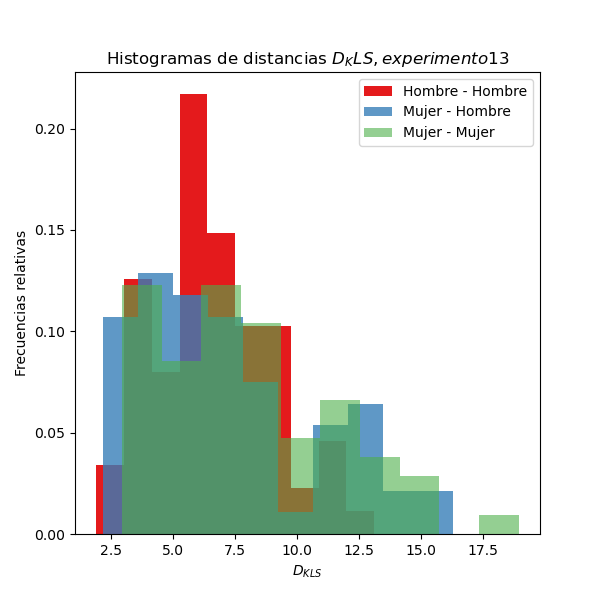 Histogramas de distancias $D_K LS, experimento13$
Hombre - Hombre
Mujer - Hombre
Mujer - Mujer
Frecuencias relativas
0.20
0.15
0.10
0.05
0.00
2.5 5.0 7.5 10.0 12.5 15.0 17.5
$D_{KLS}$